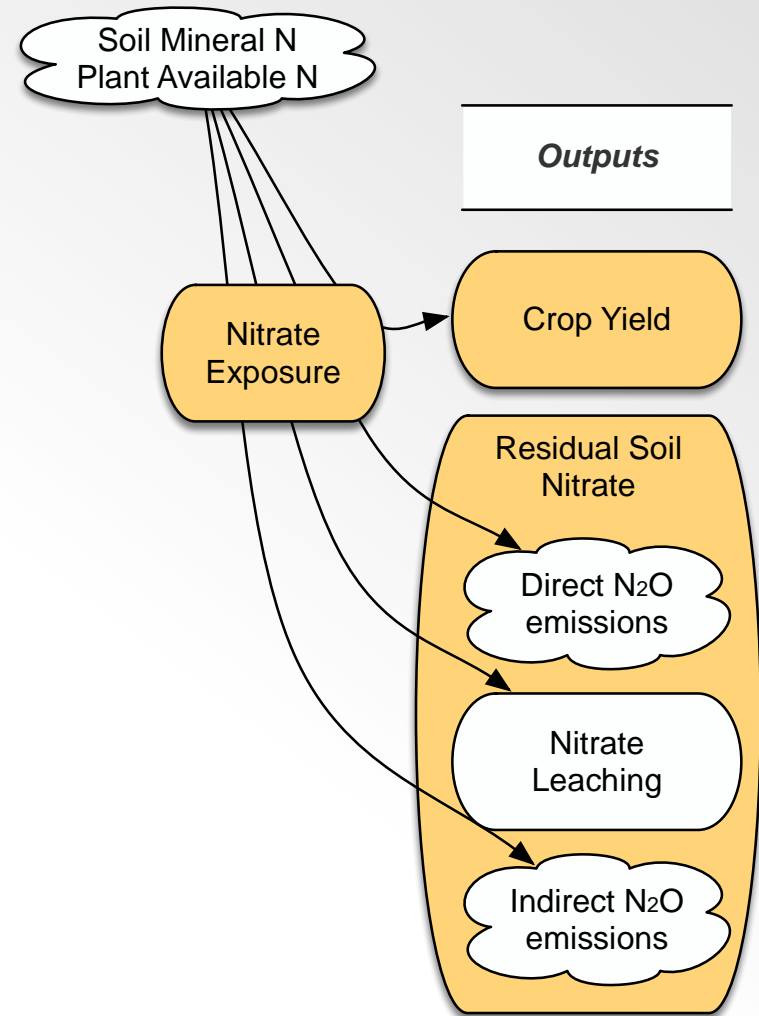 Soil Mineral N
Plant Available N
Outputs
Nitrate
Exposure
Crop Yield
Residual Soil
Nitrate
Direct N2O
emissions
Nitrate
Leaching
Indirect N2O
emissions